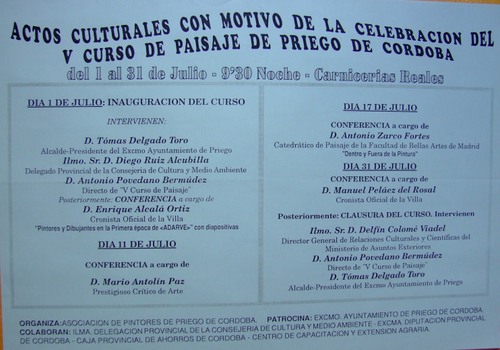 ACTOS CULTURALES CON MOTIVO DE LA CELEBRACION DEL
V CURSO DE PAISAJE DE PRIEGO DE CORDOBA
del 1 al 31 de Julio - 9'30 Noche - Carnicerías Reales
DIA 1 DE JULIO: INAUGURACION DEL CURSO
INTERVIENEN:
D. Tómas Delgado Toro
Alcalde-Presidente del Excmo Ayuntamiento de Priego
Ilmo. Sr. D. Diego Ruiz Alcubilla
Delegado Provincial de la Consejeria de Cultura y Medio Ambiente
D. Antonio Povedano Bermúdez
Directo de "V Curso de Paisaje"
Posteriormente: CONFERENCIA a cargo de
D. Enrique Alcalá Ortiz
Cronista Oficial de la Villa
"Pintores y Dibujantes en la Primera época de «ADARVE»" con diapositivas
DIA 11 DE JULIO
CONFERENCIA a cargo de
D. Mario Antolín Paz
Prestigioso Crítico de Arte
DIA 17 DE JULIO
CONFERENCIA a cargo de
D. Antonio Zarco Fortes
Catedrático de Paisaje de la Facultad de Bellas Artes de Madrid
"Dentro y Fuera de la Pintura"
DIA 31 DE JULIO
CONFERENCIA a cargo de
D. Manuel Peláez del Rosal
Cronista Oficial de la Villa
Posteriormente: CLAUSURA DEL CURSO. Intervienen
Ilmo. Sr. D. Delfín Colomé Viadel
Director General de Relaciones Culturales y Científicas del
Ministerio de Asuntos Exteriores
D. Antonio Povedano Bermúdez
Directo de "V Curso de Paisaje"
D. Tómas Delgado Toro
Alcalde-Presidente del Excmo Ayuntamiento de Priego
ORGANIZA: ASOCIACION DE PINTORES DE PRIEGO DE CORDOBA. PATROCINA: EXCMO. AYUNTAMIENTO DE PRIEGO DE CORDOBA.
COLABORAN: ILMA. DELEGACION PROVINCIAL DE LA CONSEJERIA DE CULTURA Y MEDIO AMBIENTE - EXCMA. DIPUTACION PROVINCIAL
DE CORDOBA - CAJA PROVINCIAL DE AHORROS DE CORDOBA - CENTRO DE CAPACITACION Y EXTENSION AGRARIA.